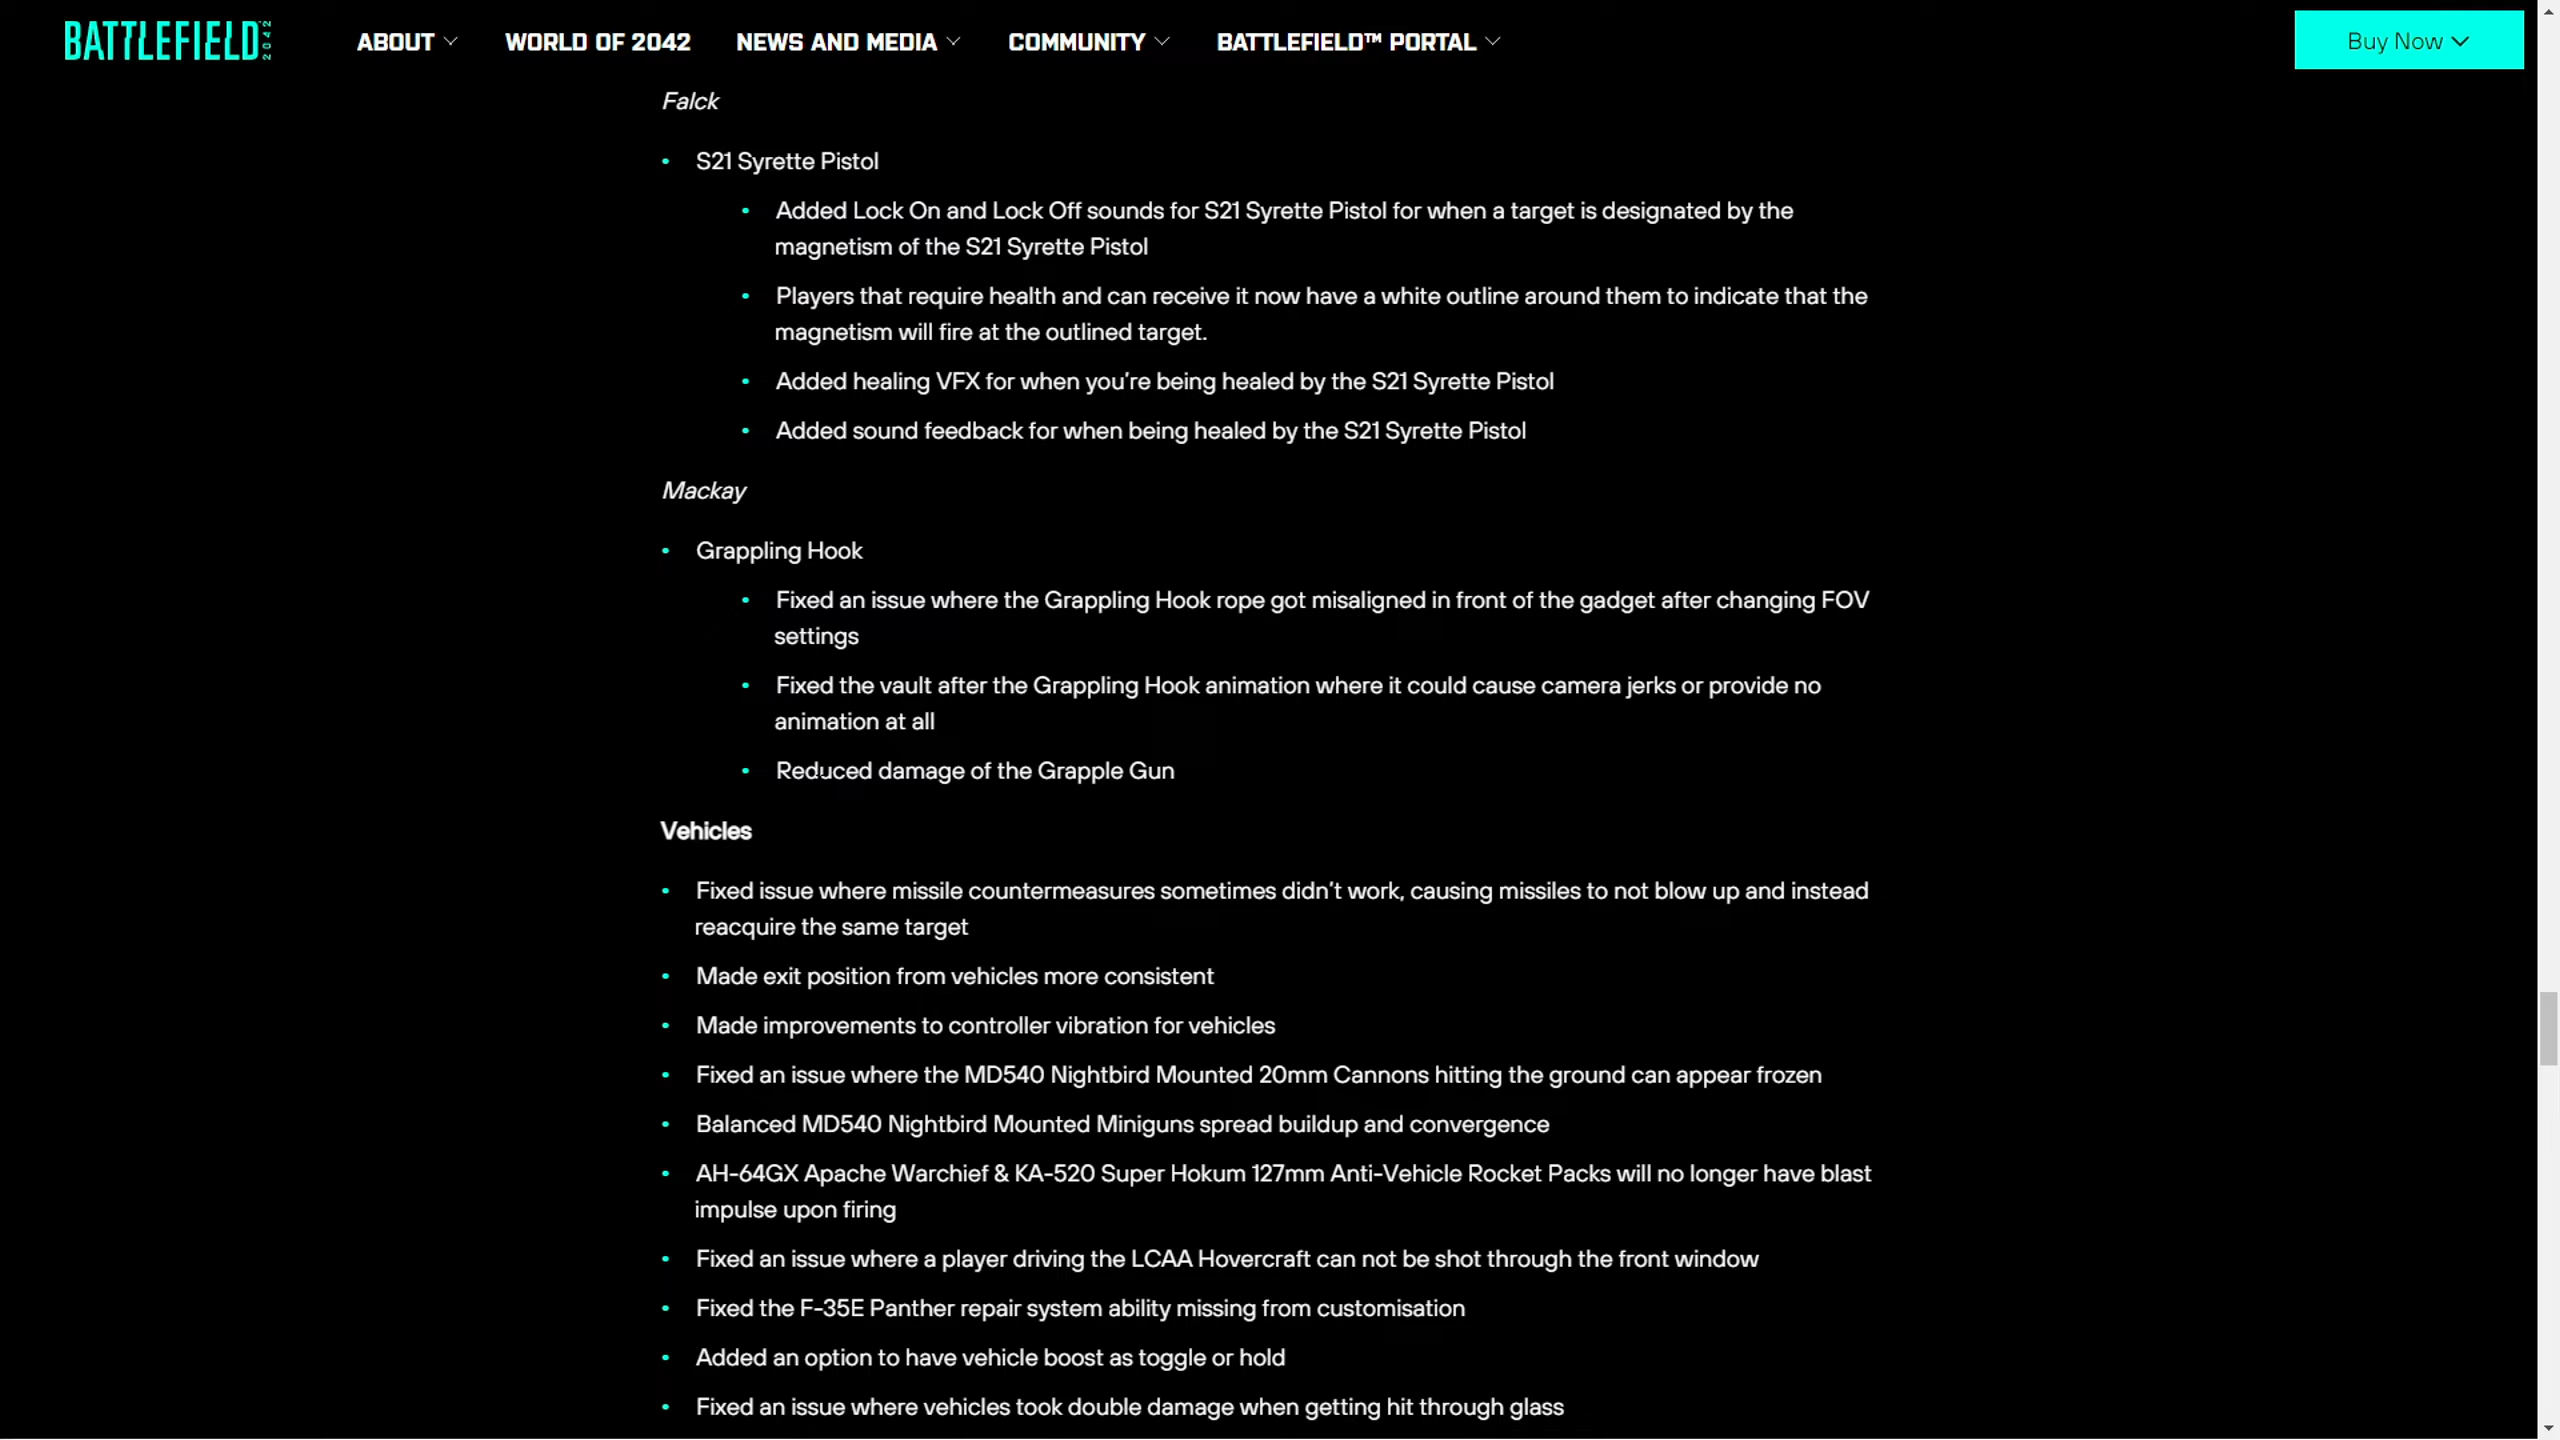 BATTLEFIELD 2042
ABOUT
WORLD OF 2042
NEWS AND MEDIA
COMMUNITY
BATTLEFIELD™ PORTAL
Buy Now
Falck
• S21 Syrette Pistol
• Added Lock On and Lock Off sounds for S21 Syrette Pistol for when a target is designated by the
magnetism of the S21 Syrette Pistol
• Players that require health and can receive it now have a white outline around them to indicate that the
magnetism will fire at the outlined target.
• Added healing VFX for when you’re being healed by the S21 Syrette Pistol
• Added sound feedback for when being healed by the S21 Syrette Pistol
Mackay
• Grappling Hook
• Fixed an issue where the Grappling Hook rope got misaligned in front of the gadget after changing FOV
settings
• Fixed the vault after the Grappling Hook animation where it could cause camera jerks or provide no
animation at all
• Reduced damage of the Grapple Gun
Vehicles
• Fixed issue where missile countermeasures sometimes didn’t work, causing missiles to not blow up and instead
reacquire the same target
• Made exit position from vehicles more consistent
• Made improvements to controller vibration for vehicles
• Fixed an issue where the MD540 Nightbird Mounted 20mm Cannons hitting the ground can appear frozen
• Balanced MD540 Nightbird Mounted Miniguns spread buildup and convergence
• AH-64GX Apache Warchief & KA-520 Super Hokum 127mm Anti-Vehicle Rocket Packs will no longer have blast
impulse upon firing
• Fixed an issue where a player driving the LCAA Hovercraft can not be shot through the front window
• Fixed the F-35E Panther repair system ability missing from customisation
• Added an option to have vehicle boost as toggle or hold
• Fixed an issue where vehicles took double damage when getting hit through glass